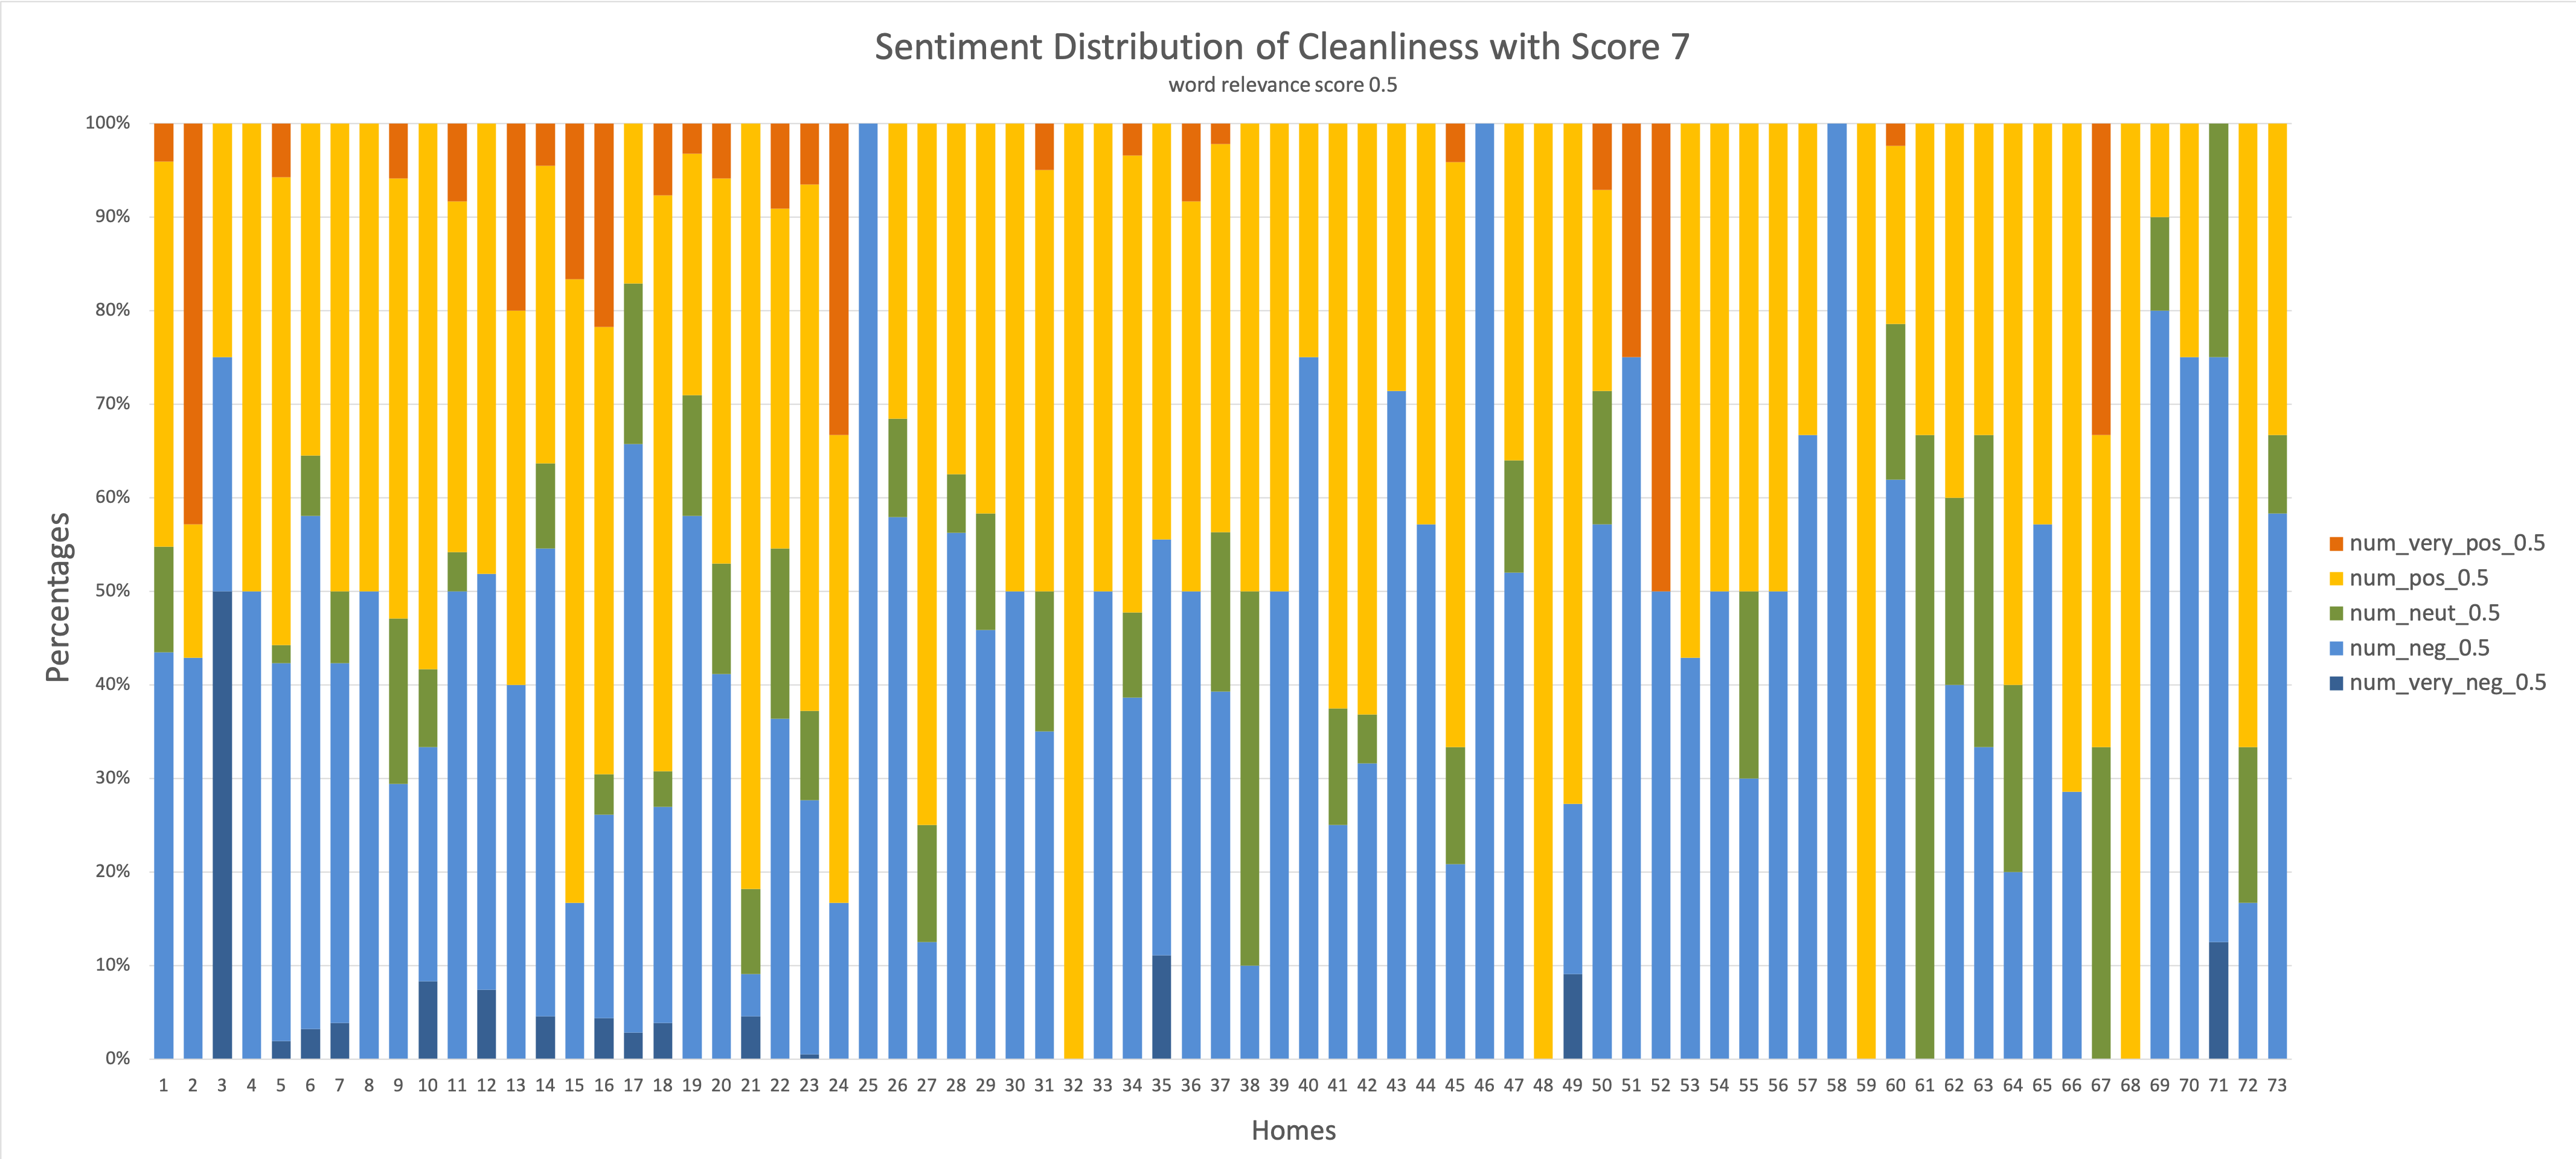 Sentiment Distribution of Cleanliness with Score 7
word relevance score 0.5
Percentages
100%
90%
80%
70%
60%
50%
40%
30%
20%
10%
0%
1 2 3 4 5 6 7 8 9 10 11 12 13 14 15 16 17 18 19 20 21 22 23 24 25 26 27 28 29 30 31 32 33 34 35 36 37 38 39 40 41 42 43 44 45 46 47 48 49 50 51 52 53 54 55 56 57 58 59 60 61 62 63 64 65 66 67 68 69 70 71 72 73
Homes
num_very_pos_0.5
num_pos_0.5
num_neut_0.5
num_neg_0.5
num_very_neg_0.5